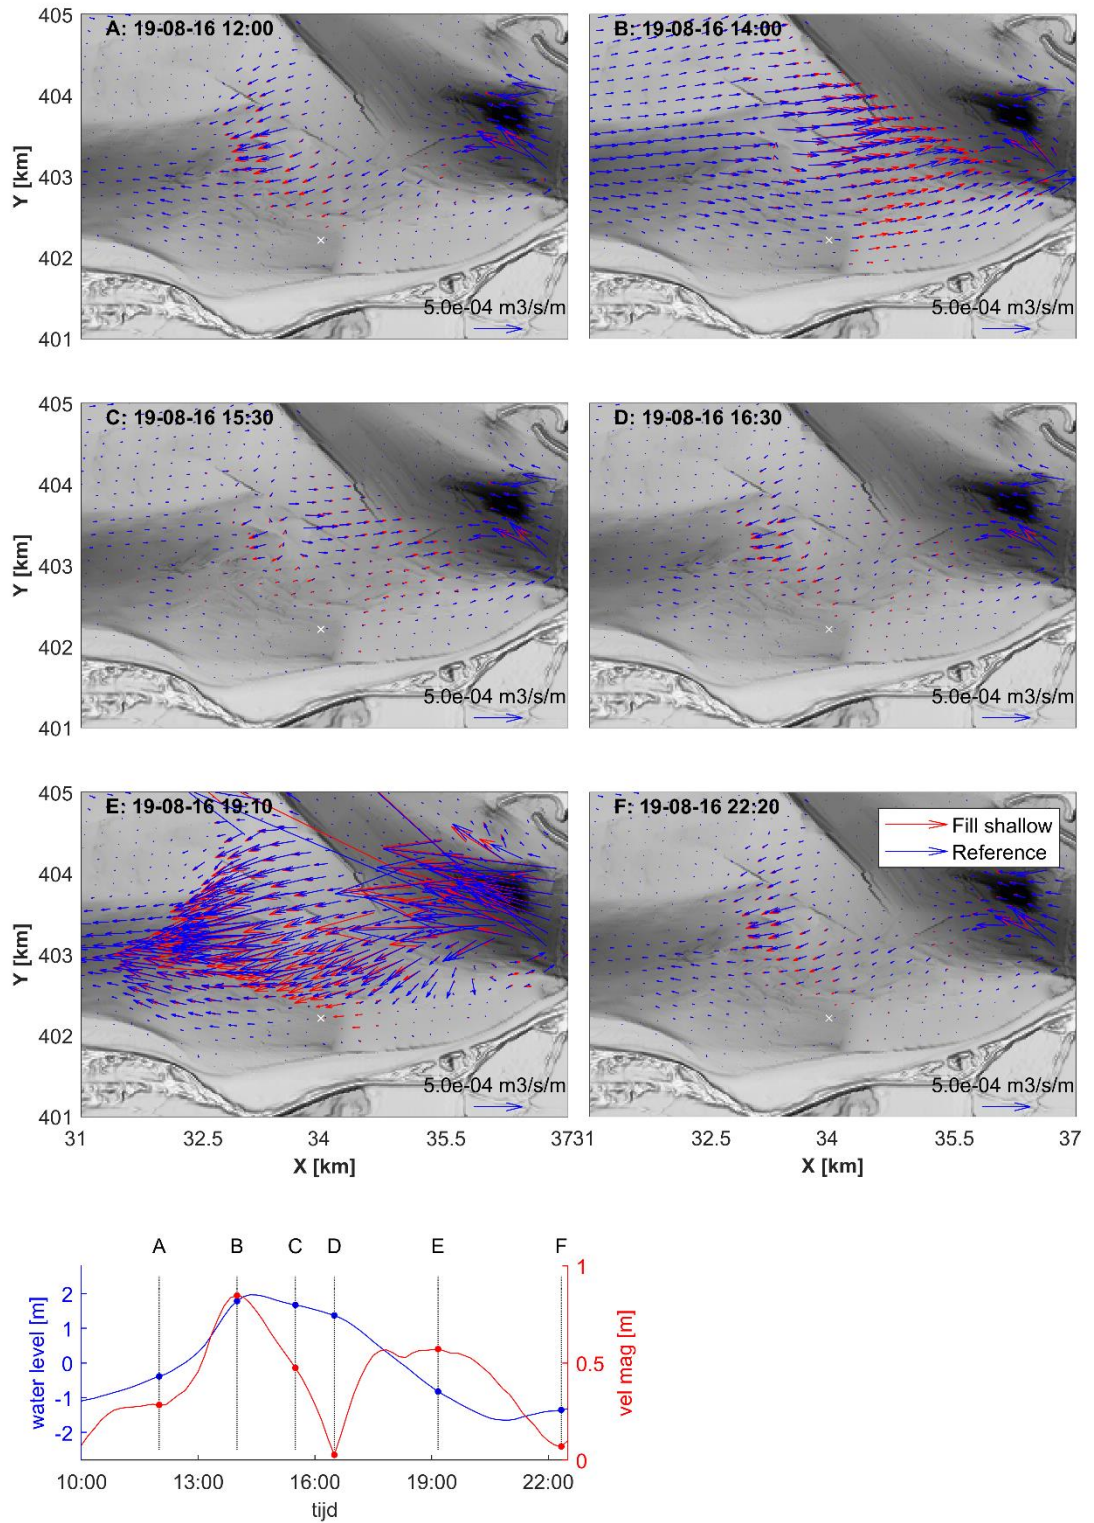 405
A: 19-08-16 12:00
B: 19-08-16 14:00
404
403
402
401
Y [km]
5.0e-04 m3/s/m
5.0e-04 m3/s/m
405
C: 19-08-16 15:30
D: 19-08-16 16:30
404
403
402
401
Y [km]
5.0e-04 m3/s/m
5.0e-04 m3/s/m
405
E: 19-08-16 19:10
F: 19-08-16 22:20
Fill shallow
Reference
404
403
402
401
Y [km]
5.0e-04 m3/s/m
5.0e-04 m3/s/m
31 32.5 34 35.5 37
31 32.5 34 35.5 37
X [km]
X [km]
A B C D E F
2
1
0
-1
-2
water level [m]
1
0.5
0
vel mag [m]
10:00 13:00 16:00 19:00 22:00
tijd